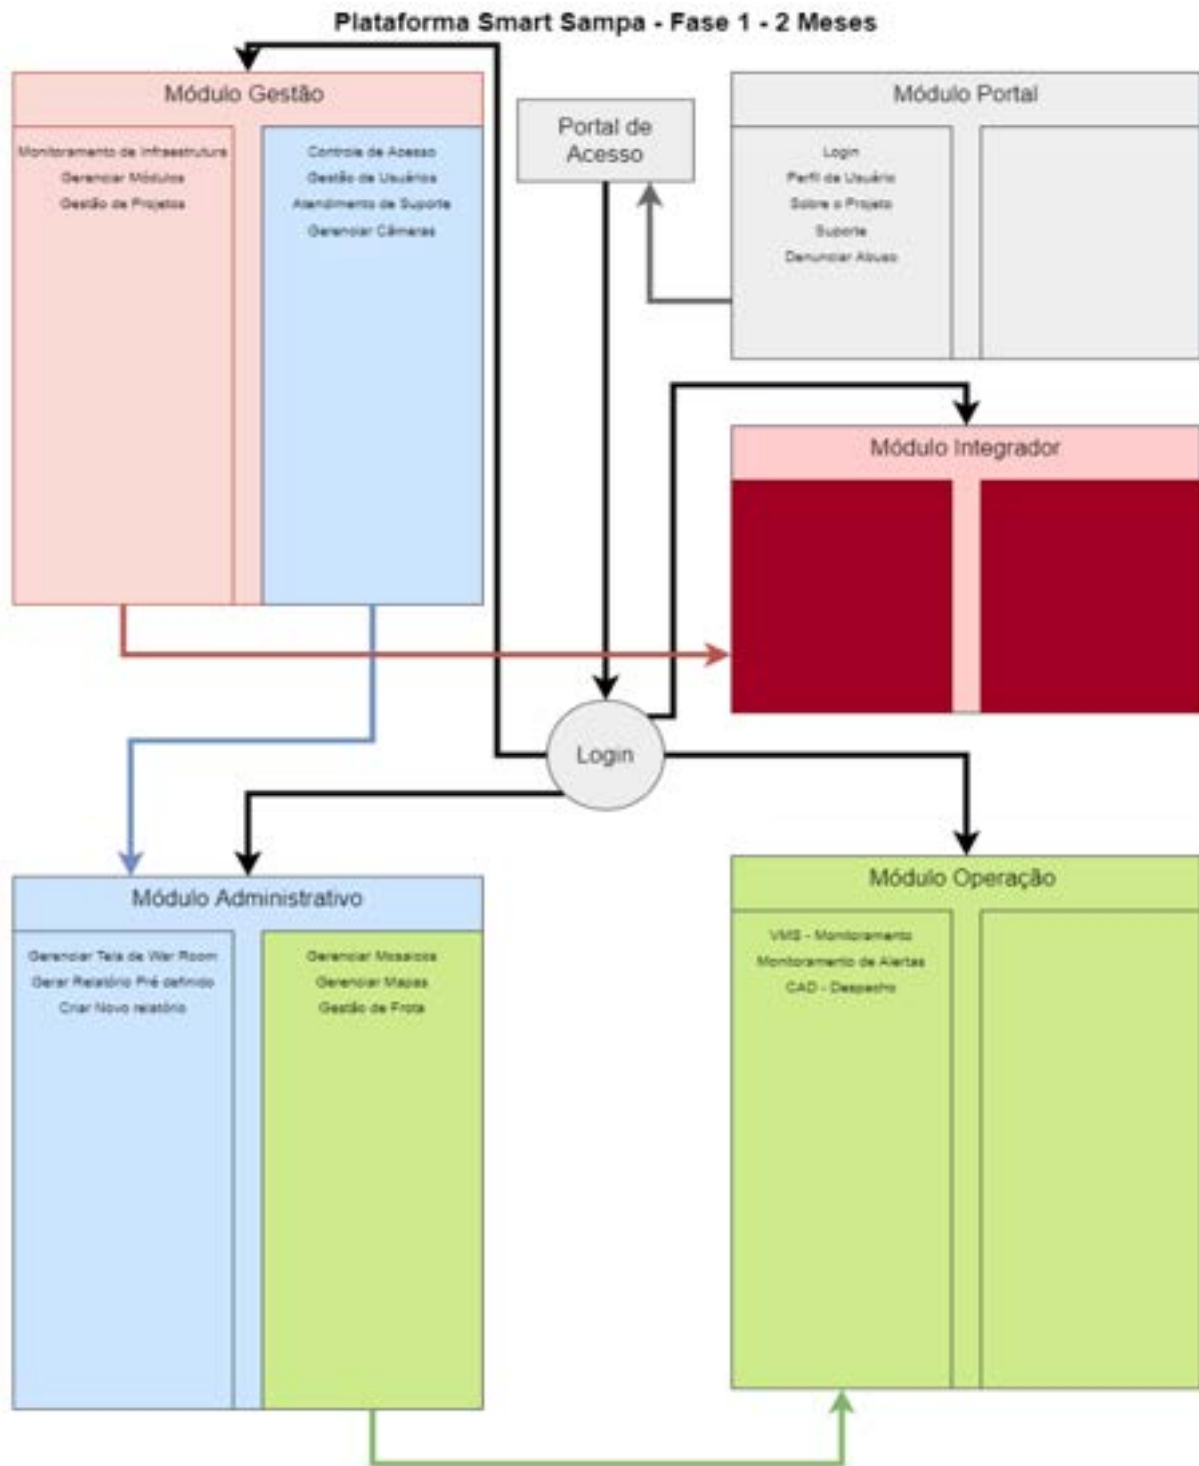 Plataforma Smart Sampa - Fase 1 - 2 Meses
Módulo Gestão
Monitoramento de Infraestrutura
Gerenciar Módulos
Gestão de Projetos
Controle de Acesso
Gestão de Usuários
Atendimento de Suporte
Gerenciar Câmeras
Portal de
Acesso
Módulo Portal
Login
Perfil de Usuário
Sobre o Projeto
Suporte
Denunciar Abuso
Módulo Integrador
Login
Módulo Administrativo
Gerenciar Tela de War Room
Gerar Relatório Pré definido
Criar Novo relatório
Gerenciar Mosaicos
Gerenciar Mapas
Gestão de Frota
Módulo Operação
VMS - Monitoramento
Monitoramento de Alertas
CAD - Despacho